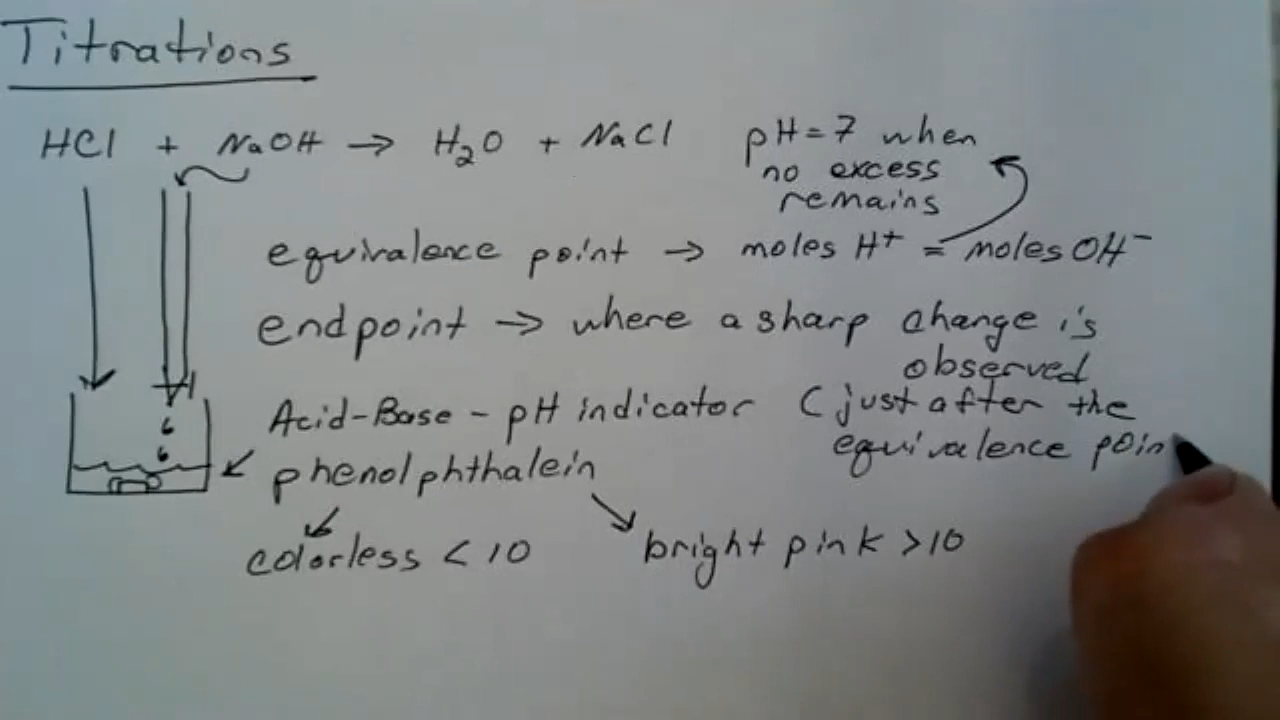 Titrations
HCl + NaOH → H₂O + NaCl
pH = 7 when
no excess
remains
equivalence point → moles H⁺ = moles OH⁻
endpoint → where a sharp change is
observed
(just after the
equivalence poin
Acid-Base - pH indicator
phenolphthalein
colorless < 10
bright pink > 10